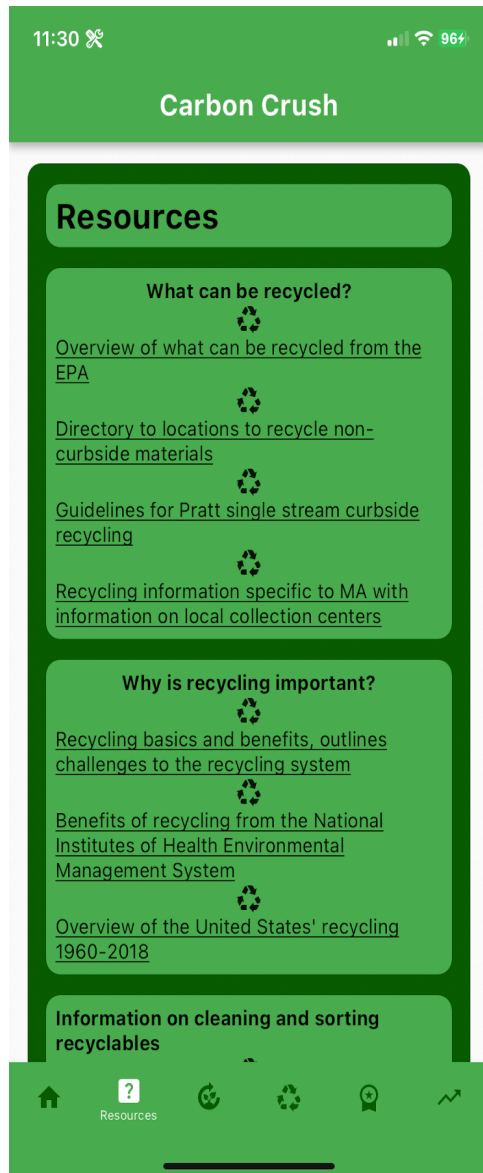 11:30
96
Carbon Crush
Resources
What can be recycled?
Overview of what can be recycled from the
EPA
Directory to locations to recycle non-
curbside materials
Guidelines for Pratt single stream curbside
recycling
Recycling information specific to MA with
information on local collection centers
Why is recycling important?
Recycling basics and benefits, outlines
challenges to the recycling system
Benefits of recycling from the National
Institutes of Health Environmental
Management System
Overview of the United States' recycling
1960-2018
Information on cleaning and sorting
recyclables
?
Resources